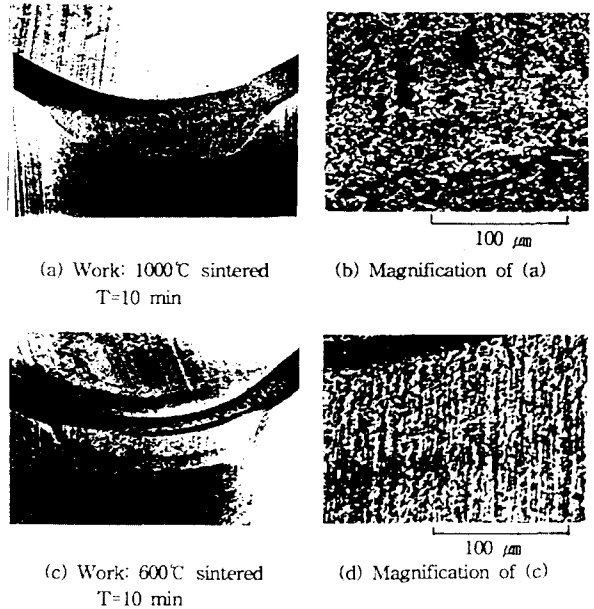 100 μm
(a) Work: 1000℃ sintered
T=10 min
(b) Magnification of (a)
100 μm
(c) Work: 600℃ sintered
T=10 min
(d) Magnification of (c)